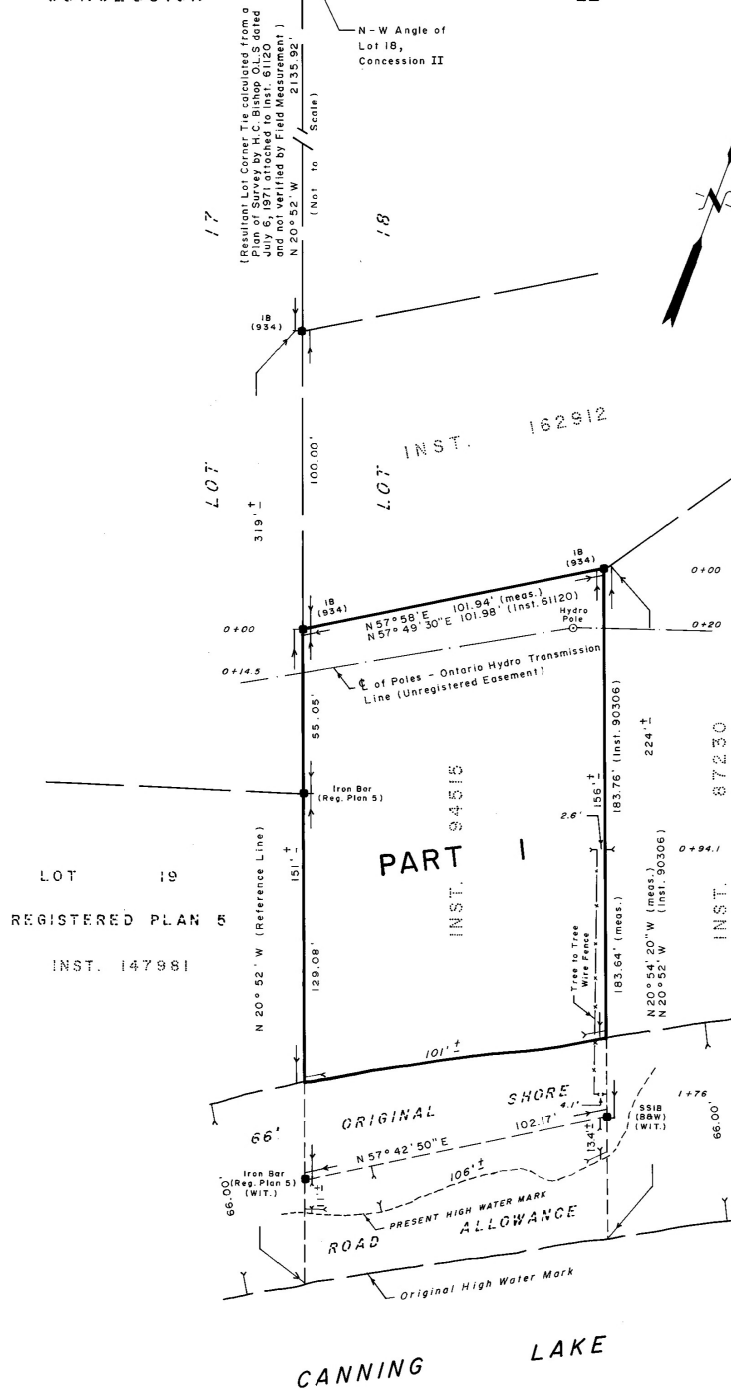 N-W Angle of
Lot 18,
Concession II
(Resultant Lot Corner Tie calculated from a
Plan of Survey by H.C. Bishop O.L.S. dated
July 6, 1971 attached to Inst. 61120
and not verified by Field Measurement)
N 20° 52' W 2135.92'
(Not to Scale)
17
18
IB
(934)
INST. 162912
LOT
LOT
100.00'
319'±
IB
(934)
0+00
IB
(934)
N 57° 58' E 101.94' (meas.)
N 57° 49' 30" E 101.98' (Inst. 61120)
Hydro
Pole
0+00
0+20
0+14.5
℄ of Poles - Ontario Hydro Transmission
Line (Unregistered Easement)
55.05'
Iron Bar
(Reg. Plan 5)
156'±
183.76' (Inst. 90306)
224'±
INST. 87230
2.6'
0+94.1
PART 1
INST. 94515
LOT 19
REGISTERED PLAN 5
INST. 147981
N 20° 52' W (Reference Line)
151'±
129.08'
Tree to Tree
Wire Fence
183.64' (meas.)
N 20° 54' 20" W (meas.)
N 20° 52' W (Inst. 90306)
101'±
66' ORIGINAL SHORE
4.1'
SSIB
(B&W)
(WIT.)
1+76
66.00'
N 57° 42' 50" E 102.17'
134'±
Iron Bar
(Reg. Plan 5)
(WIT.)
66.00'
106'±
PRESENT HIGH WATER MARK
ROAD ALLOWANCE
Original High Water Mark
CANNING LAKE